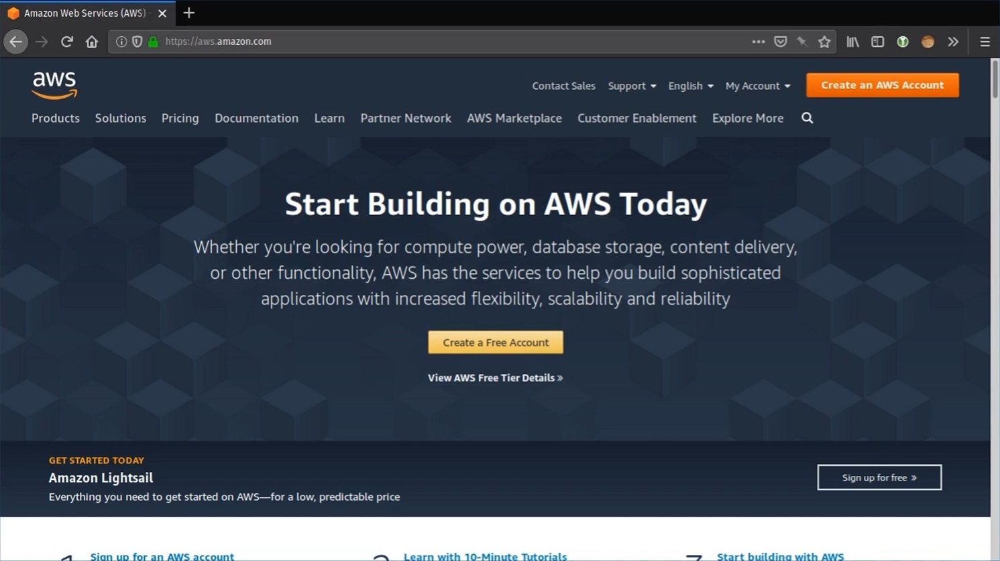 Amazon Web Services (AWS) -
https://aws.amazon.com
aws
Contact Sales Support English My Account Create an AWS Account
Products Solutions Pricing Documentation Learn Partner Network AWS Marketplace Customer Enablement Explore More
Start Building on AWS Today
Whether you're looking for compute power, database storage, content delivery,
or other functionality, AWS has the services to help you build sophisticated
applications with increased flexibility, scalability and reliability
Create a Free Account
View AWS Free Tier Details »
GET STARTED TODAY
Amazon Lightsail
Everything you need to get started on AWS—for a low, predictable price
Sign up for free »
1 Sign up for an AWS account 2 Learn with 10-Minute Tutorials 3 Start building with AWS